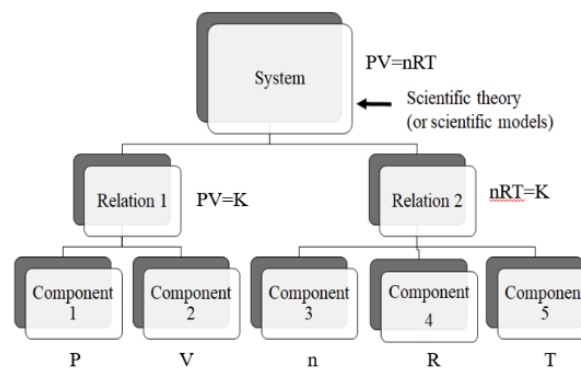 System
PV=nRT
Scientific theory
(or scientific models)
Relation 1
PV=K
Relation 2
nRT=K
Component
1
Component
2
Component
3
Component
4
Component
5
P
V
n
R
T